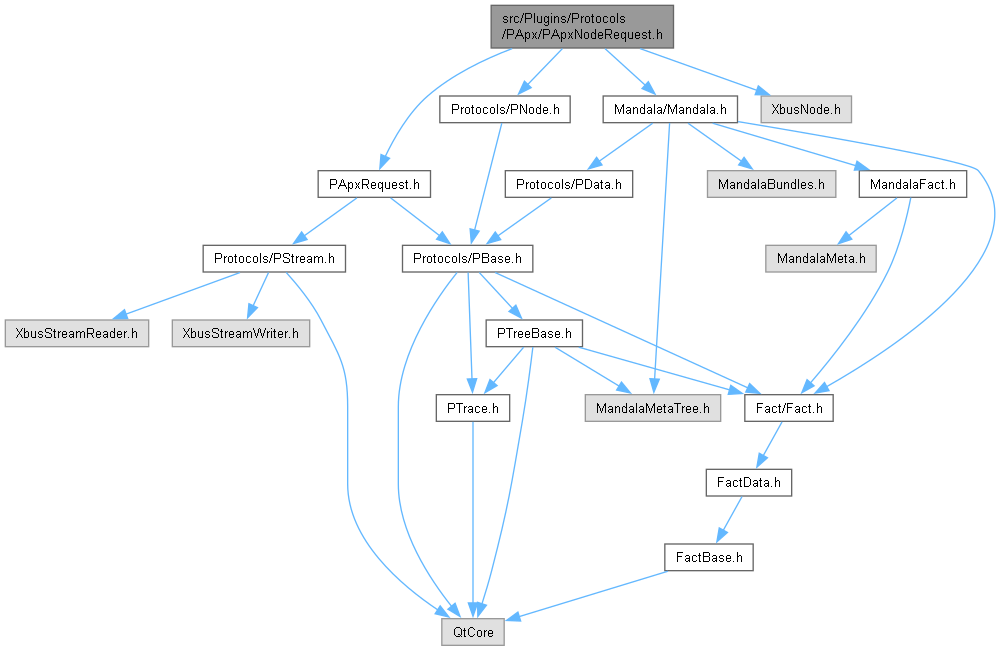 src/Plugins/Protocols
/PApx/PApxNodeRequest.h
Protocols/PNode.h
Mandala/Mandala.h
XbusNode.h
PApxRequest.h
Protocols/PData.h
MandalaBundles.h
MandalaFact.h
Protocols/PStream.h
Protocols/PBase.h
MandalaMeta.h
XbusStreamReader.h
XbusStreamWriter.h
PTreeBase.h
PTrace.h
MandalaMetaTree.h
Fact/Fact.h
FactData.h
FactBase.h
QtCore